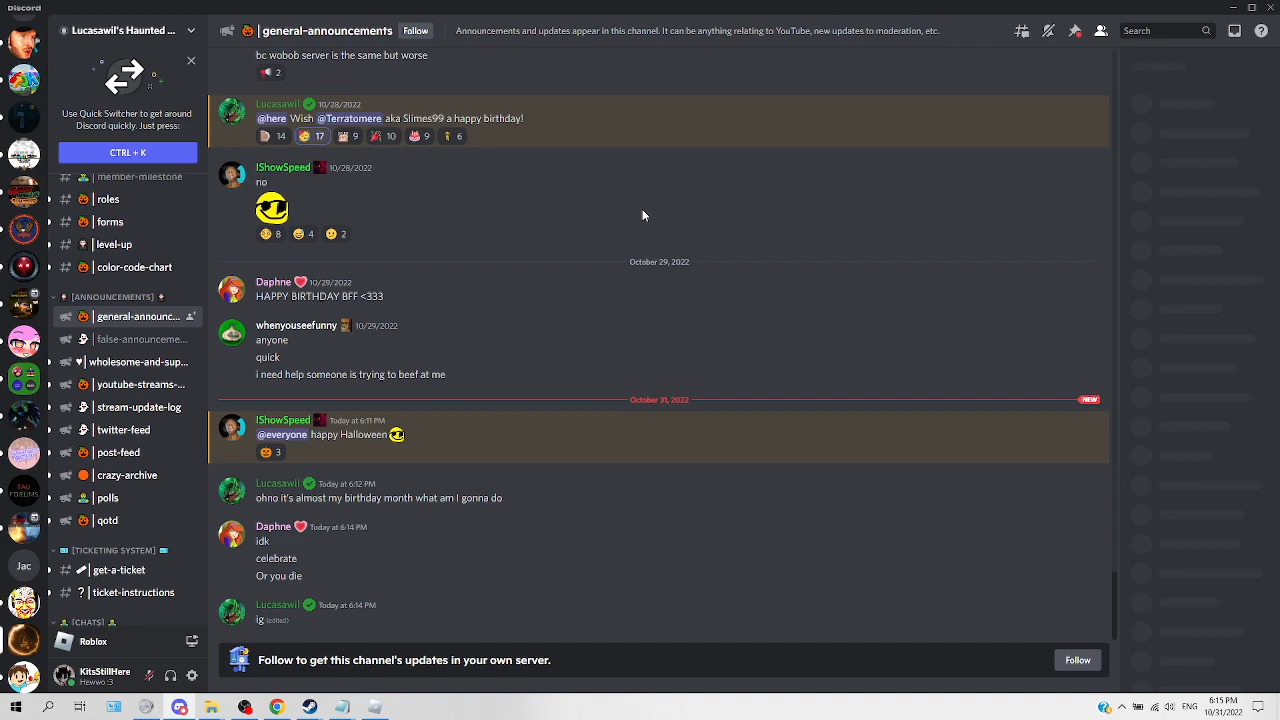 Discord
Lucasawil's Haunted ...
general-announcements
Follow
Announcements and updates appear in this channel. It can be anything relating to YouTube, new updates to moderation, etc.
Search
Use Quick Switcher to get around
Discord quickly. Just press:
CTRL + K
# member-milestone
# roles
# forms
# level-up
# color-chart
[ANNOUNCEMENTS]
general-announc...
false-announceme...
wholesome-sup...
youtube-streams-...
stream-update-log
twitter-feed
post-feed
crazy-archive
polls
qotd
[TICKETING SYSTEM]
# get-a-ticket
# ticket-instructions
[CHATS]
Roblox
KitsStillHere
Hewwo :3
TAU
FORUMS
Jac
bc wobob server is the same but worse
2
Lucasawil 10/28/2022
@here Wish @Terratomere aka Slimes99 a happy birthday!
14 17 9 10 9 6
IShowSpeed 10/28/2022
no
8 4 2
October 29, 2022
Daphne 10/29/2022
HAPPY BIRTHDAY BFF <333
whenyouseefunny 10/29/2022
anyone
quick
i need help someone is trying to beef at me
October 31, 2022 NEW
IShowSpeed Today at 6:11 PM
@everyone happy Halloween
3
Lucasawil Today at 6:12 PM
ohno it's almost my birthday month what am I gonna do
Daphne Today at 6:14 PM
idk
celebrate
Or you die
Lucasawil Today at 6:14 PM
ig (edited)
Follow to get this channel's updates in your own server.
Follow
ENG
6:15 PM
10/31/2022